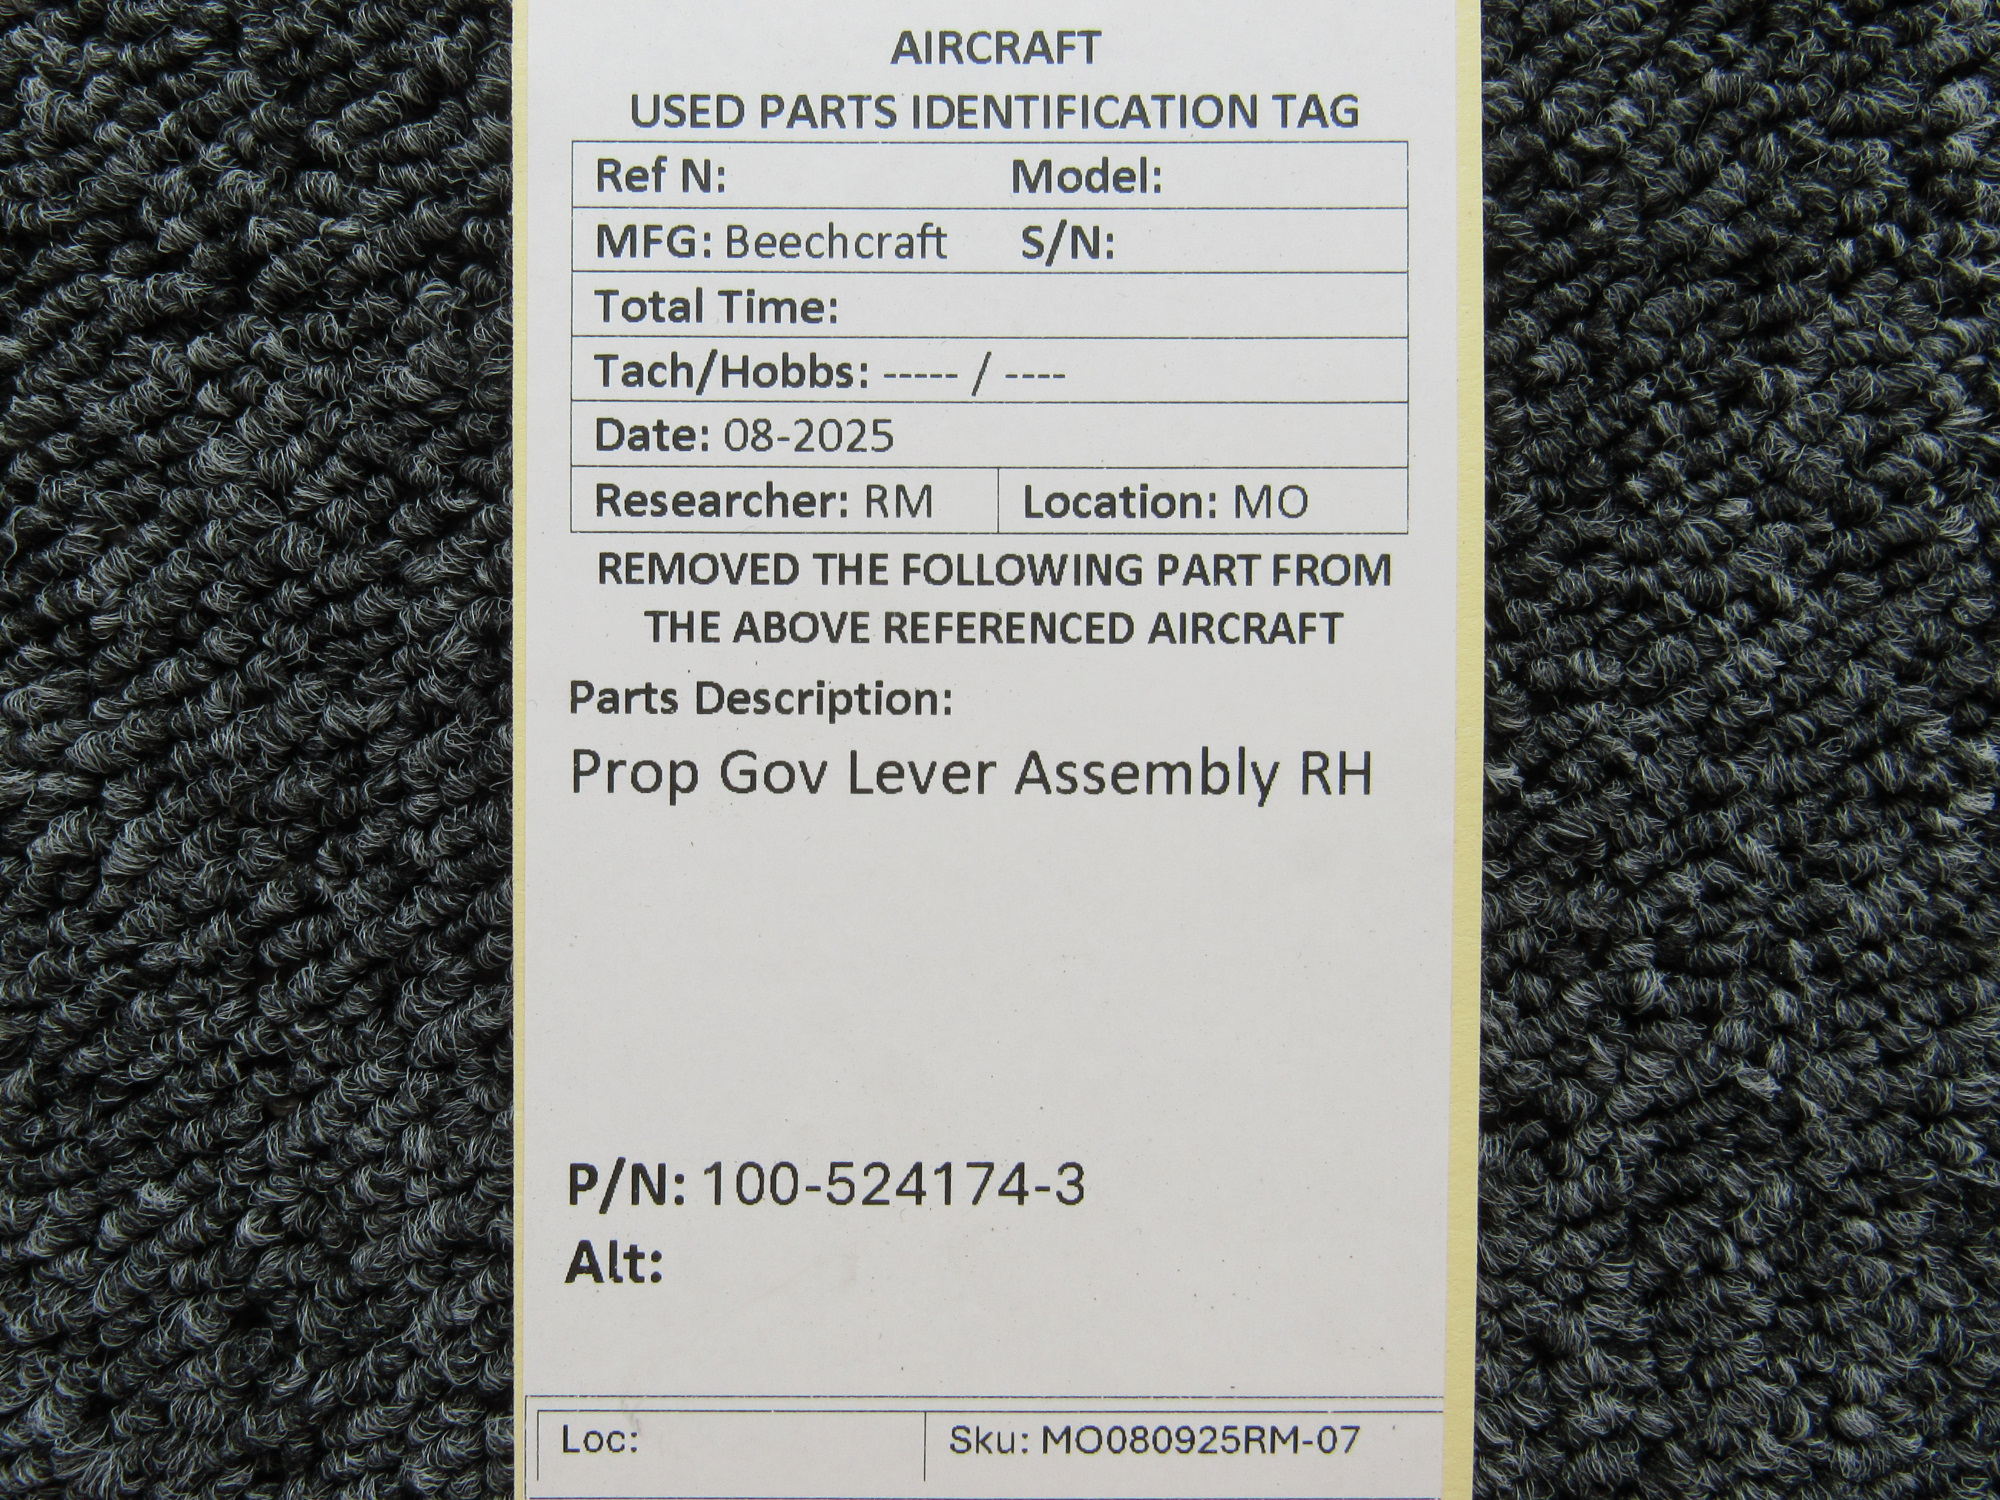 AIRCRAFT
USED PARTS IDENTIFICATION TAG
Ref N: Model:
MFG: Beechcraft S/N:
Total Time:
Tach/Hobbs: ----- / ----
Date: 08-2025
Researcher: RM Location: MO
REMOVED THE FOLLOWING PART FROM
THE ABOVE REFERENCED AIRCRAFT
Parts Description:
Prop Gov Lever Assembly RH
P/N: 100-524174-3
Alt:
Loc: Sku: MO080925RM-07